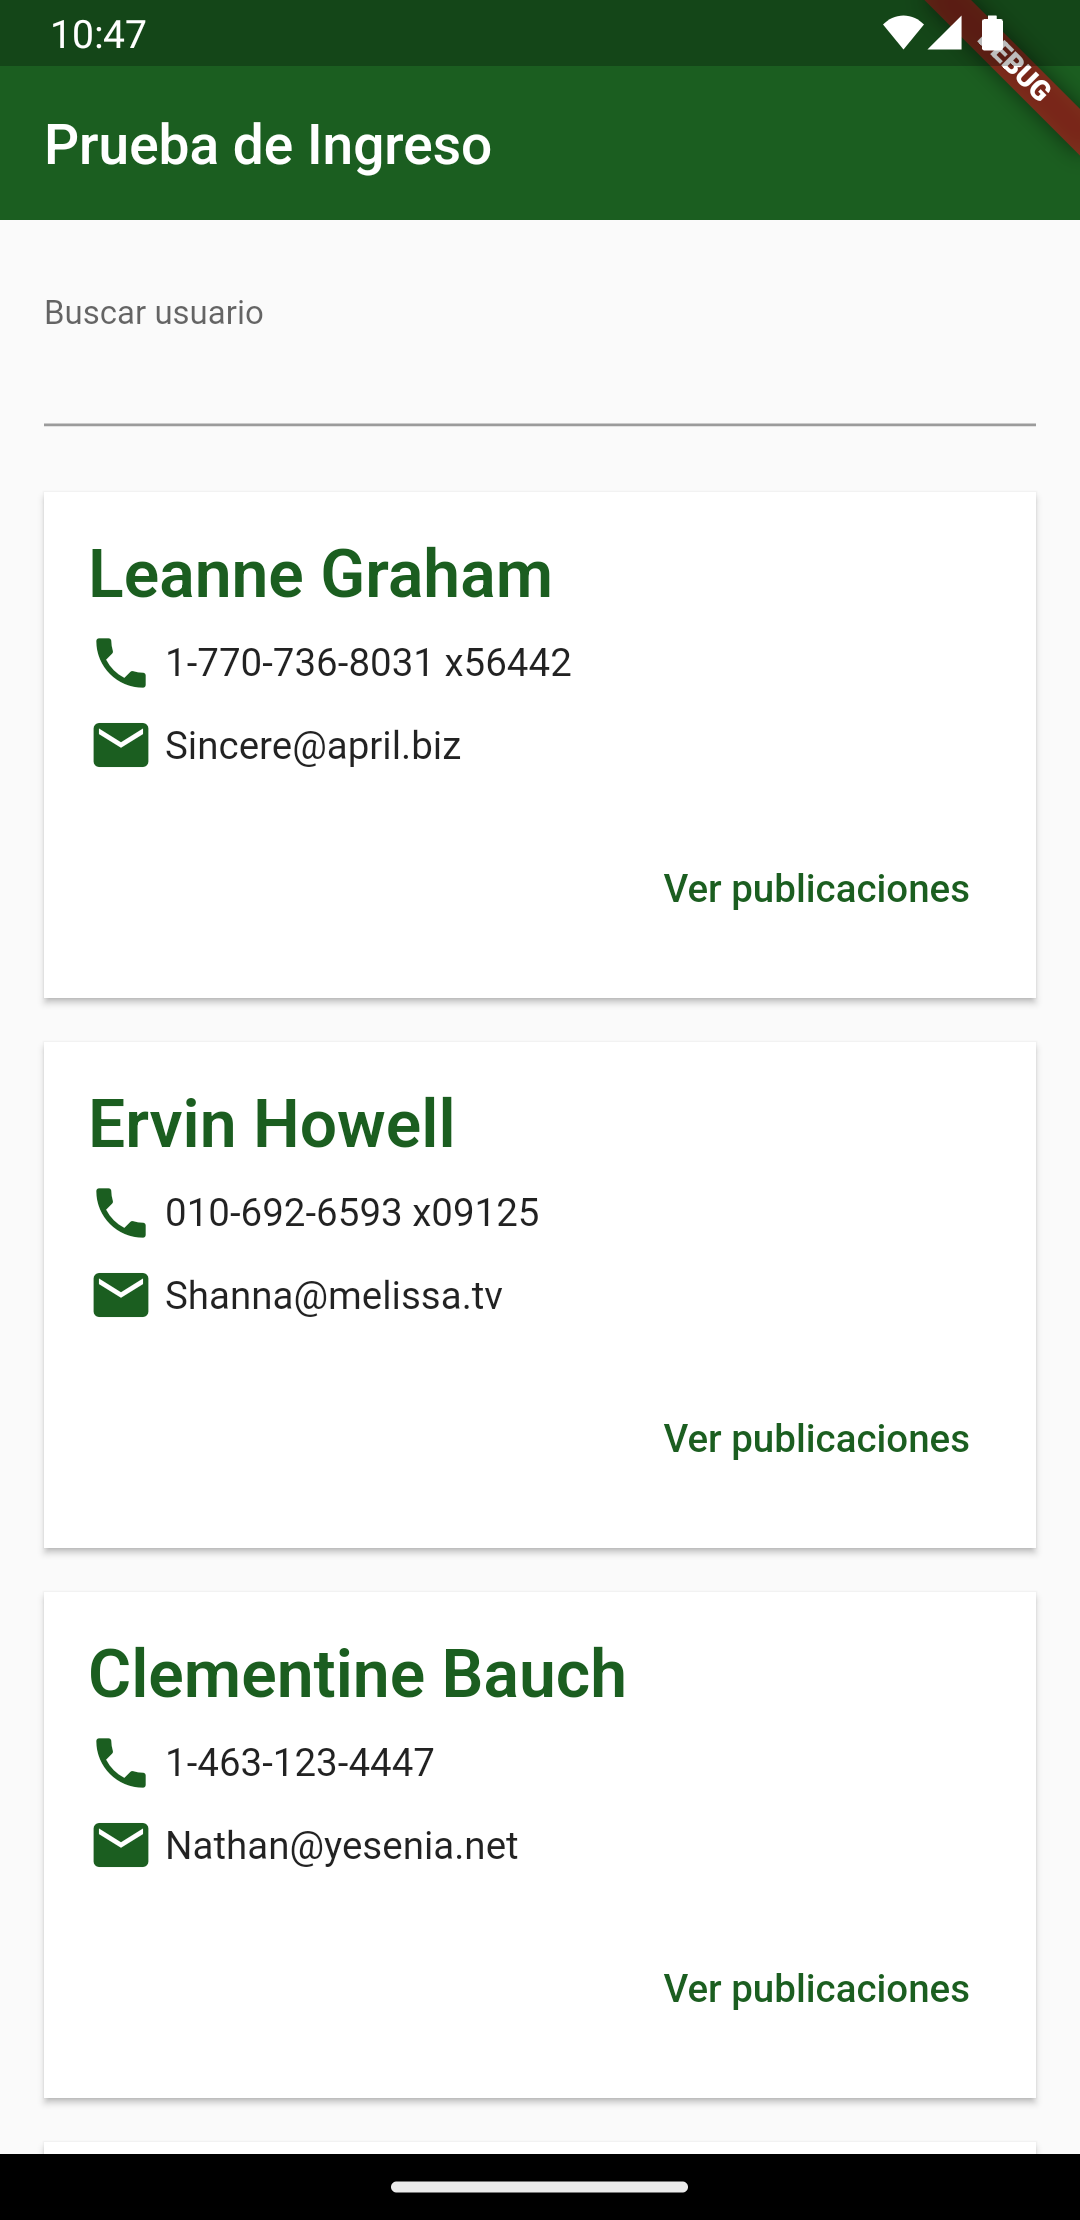 10:47
DEBUG
Prueba de Ingreso
Buscar usuario
Leanne Graham
1-770-736-8031 x56442
Sincere@april.biz
Ver publicaciones
Ervin Howell
010-692-6593 x09125
Shanna@melissa.tv
Ver publicaciones
Clementine Bauch
1-463-123-4447
Nathan@yesenia.net
Ver publicaciones